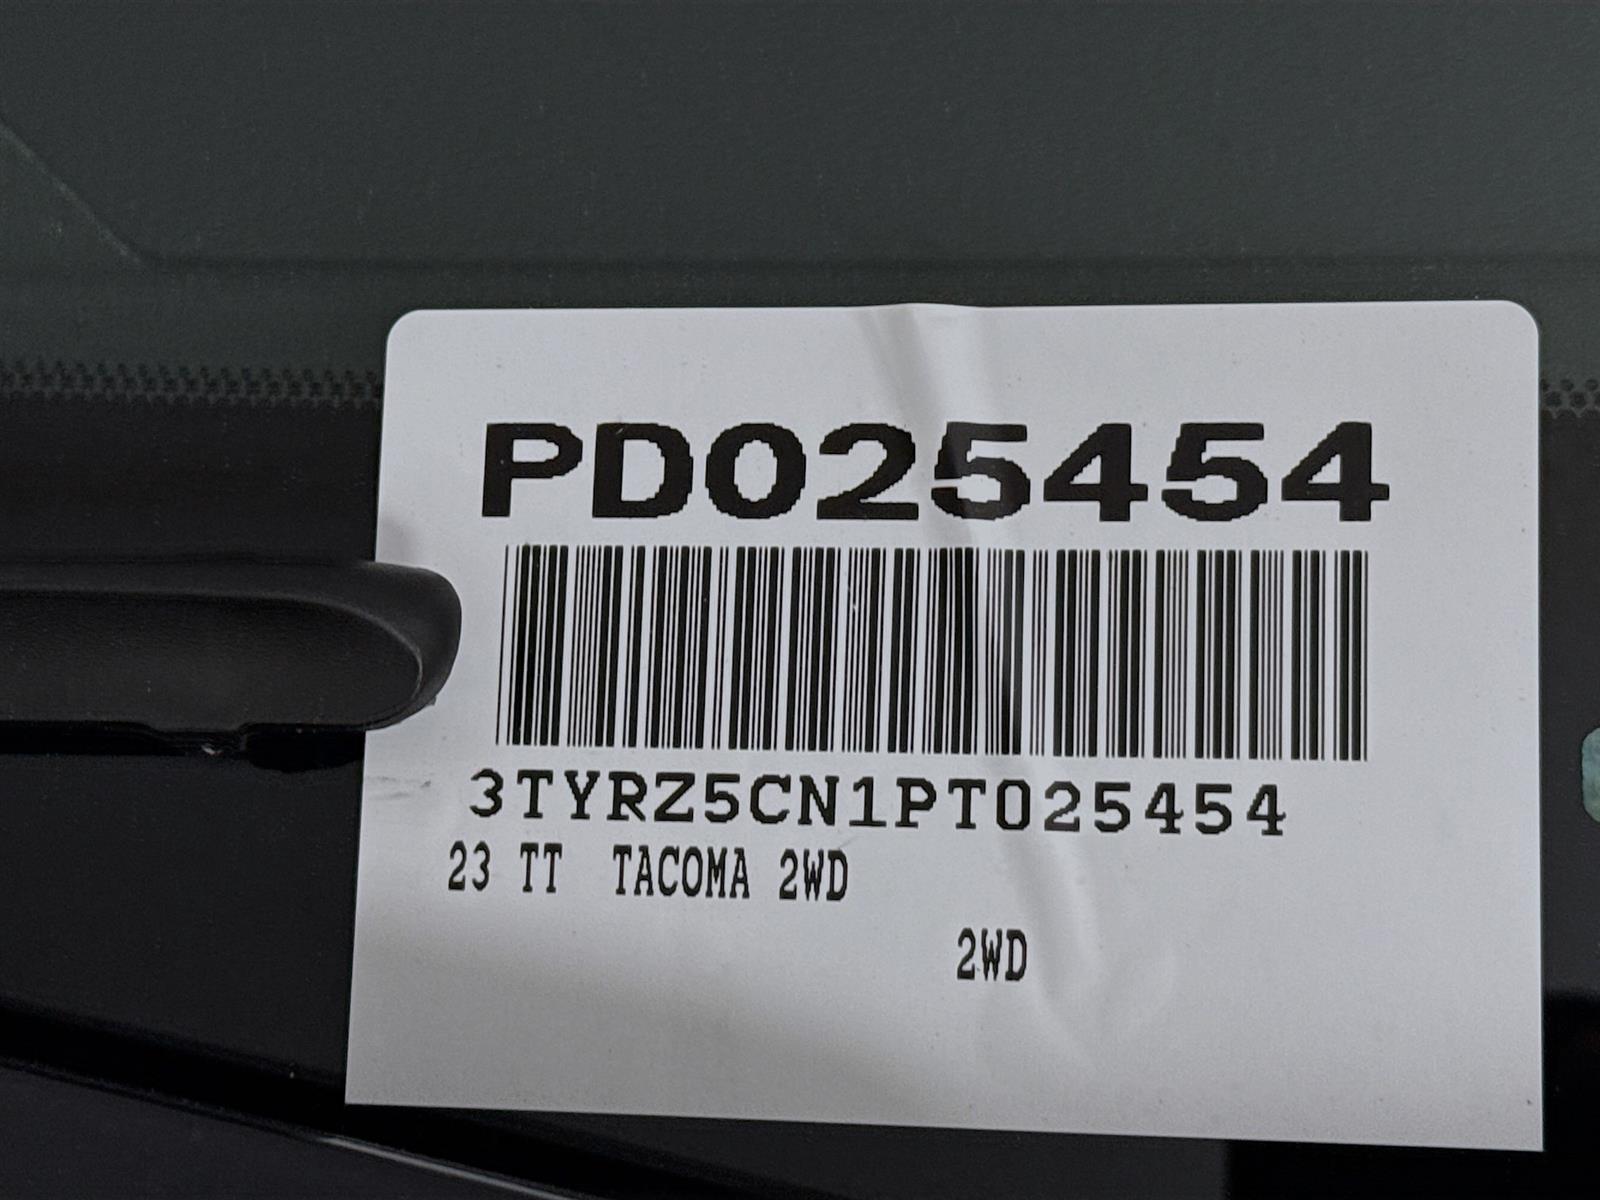 PD025454
3TYRZ5CN1PT025454
23 TT TACOMA 2WD
2WD